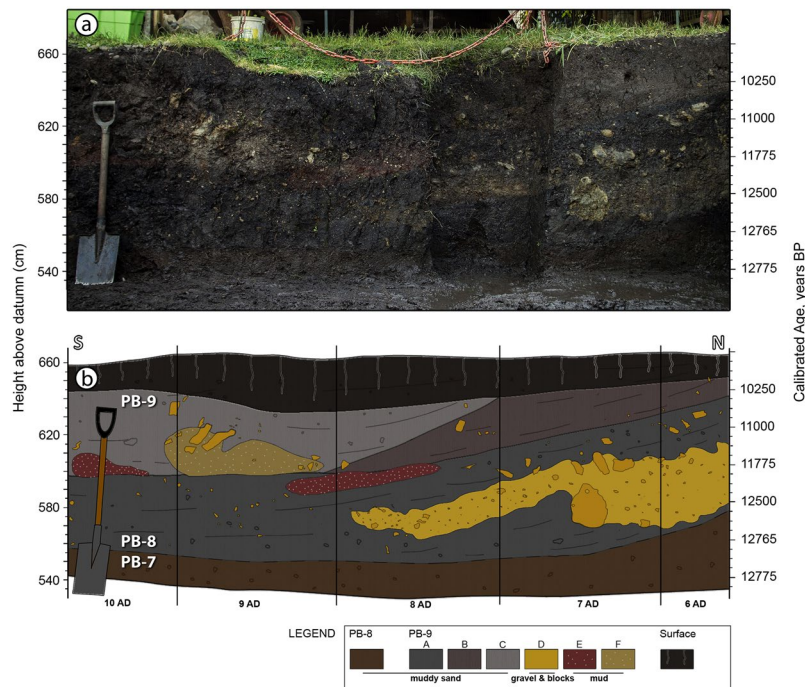 a
660
620
600
580
540
10250
11000
11775
12500
12765
12775
Height above datumn (cm)
Calibrated Age, years BP
S
N
b
660
620
600
580
540
PB-9
PB-8
PB-7
10250
11000
11775
12500
12765
12775
10 AD
9 AD
8 AD
7 AD
6 AD
LEGEND
PB-8
PB-9
Surface
A
B
C
D
E
F
muddy sand
gravel & blocks
mud